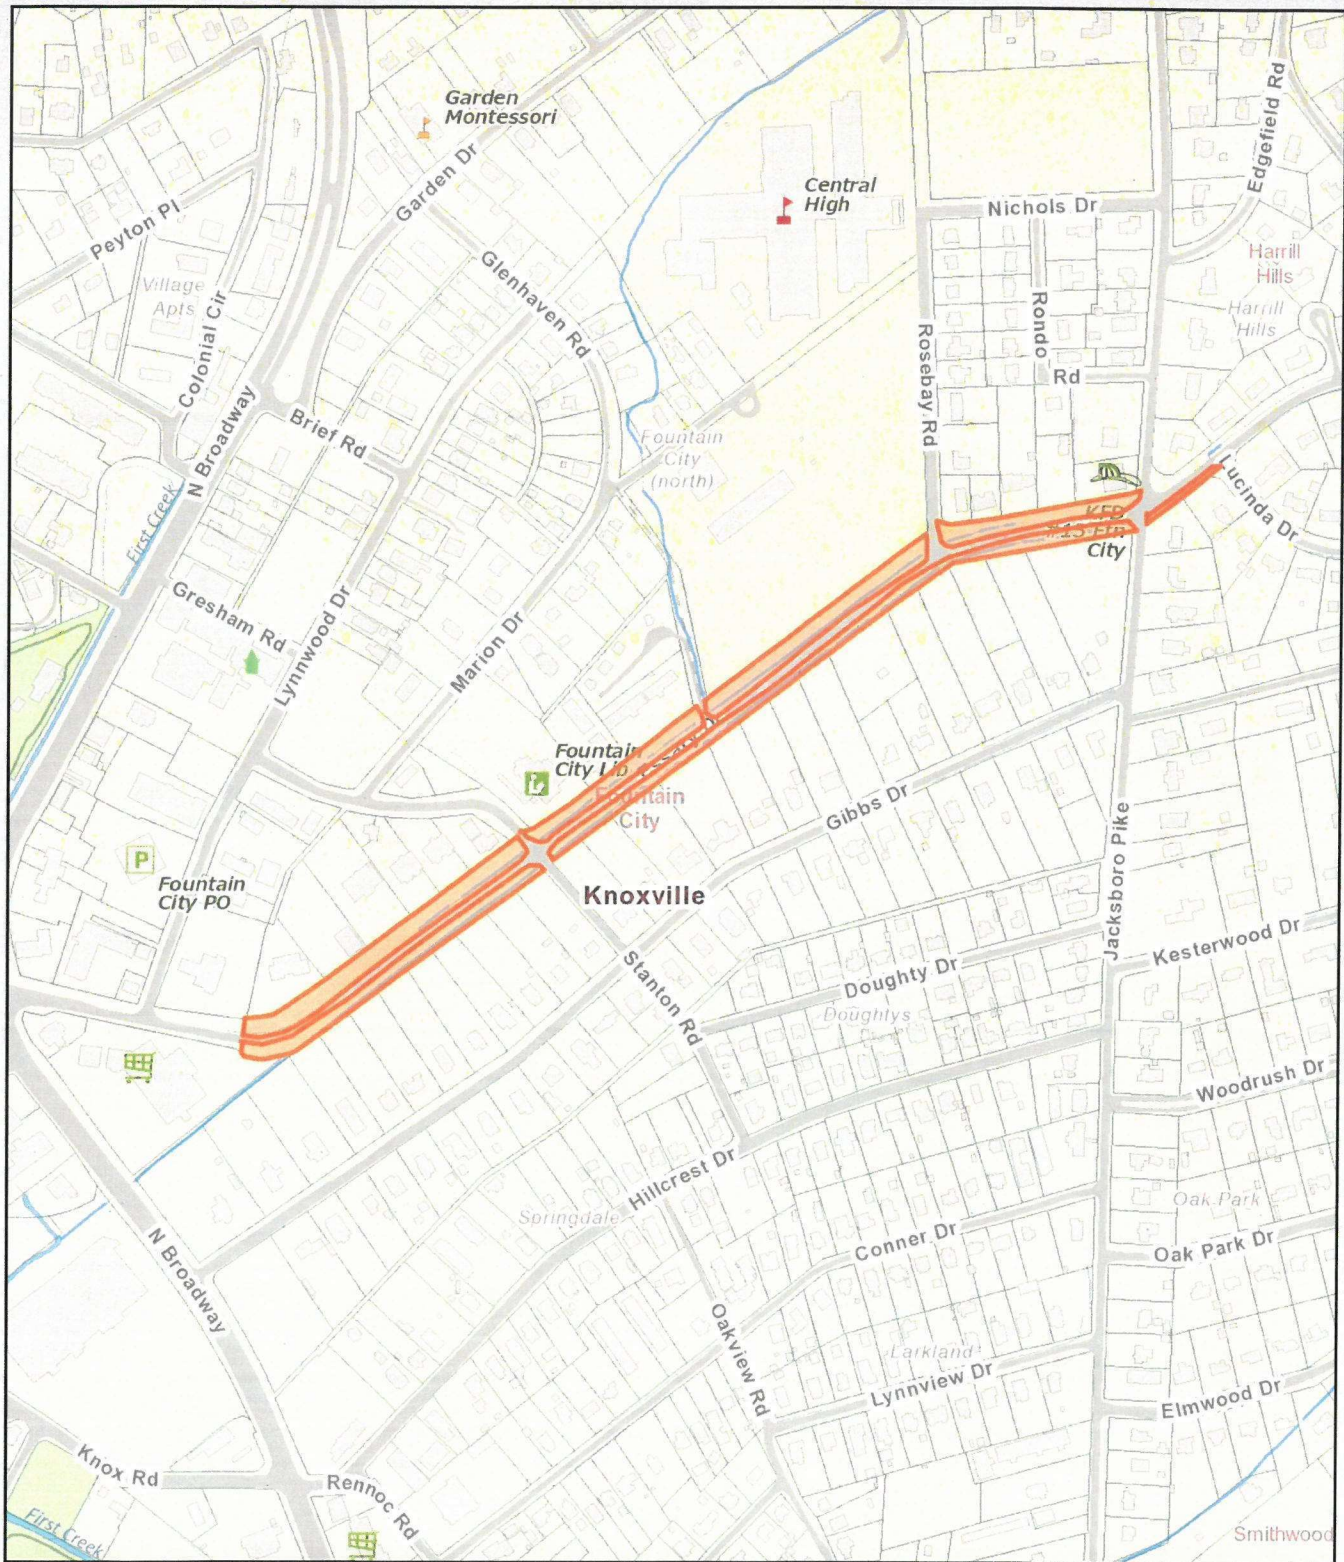 Garden
Montessori
Garden Dr
Central
High
Edgefield Rd
Nichols Dr
Peyton Pl
Village
Apts
Colonial Cir
Glenhaven Rd
Harrill
Hills
Harrill
Hills
Rondo
Rd
Rosebay Rd
N Broadway
Brief Rd
Fountain
City
(north)
First Creek
Lucinda Dr
City
Gresham Rd
Lynnwood Dr
Marion Dr
Fountain
City
Fountain
City
Gibbs Dr
Jacksboro Pike
P
Fountain
City PO
Knoxville
Stanton Rd
Kesterwood Dr
Doughty Dr
Doughtys
Woodrush Dr
Hillcrest Dr
Springdale
Oak Park
Conner Dr
Oak Park Dr
N Broadway
Oakview Rd
Larkland
Lynnview Dr
Elmwood Dr
Knox Rd
Rennoc Rd
First Creek
Smithwood